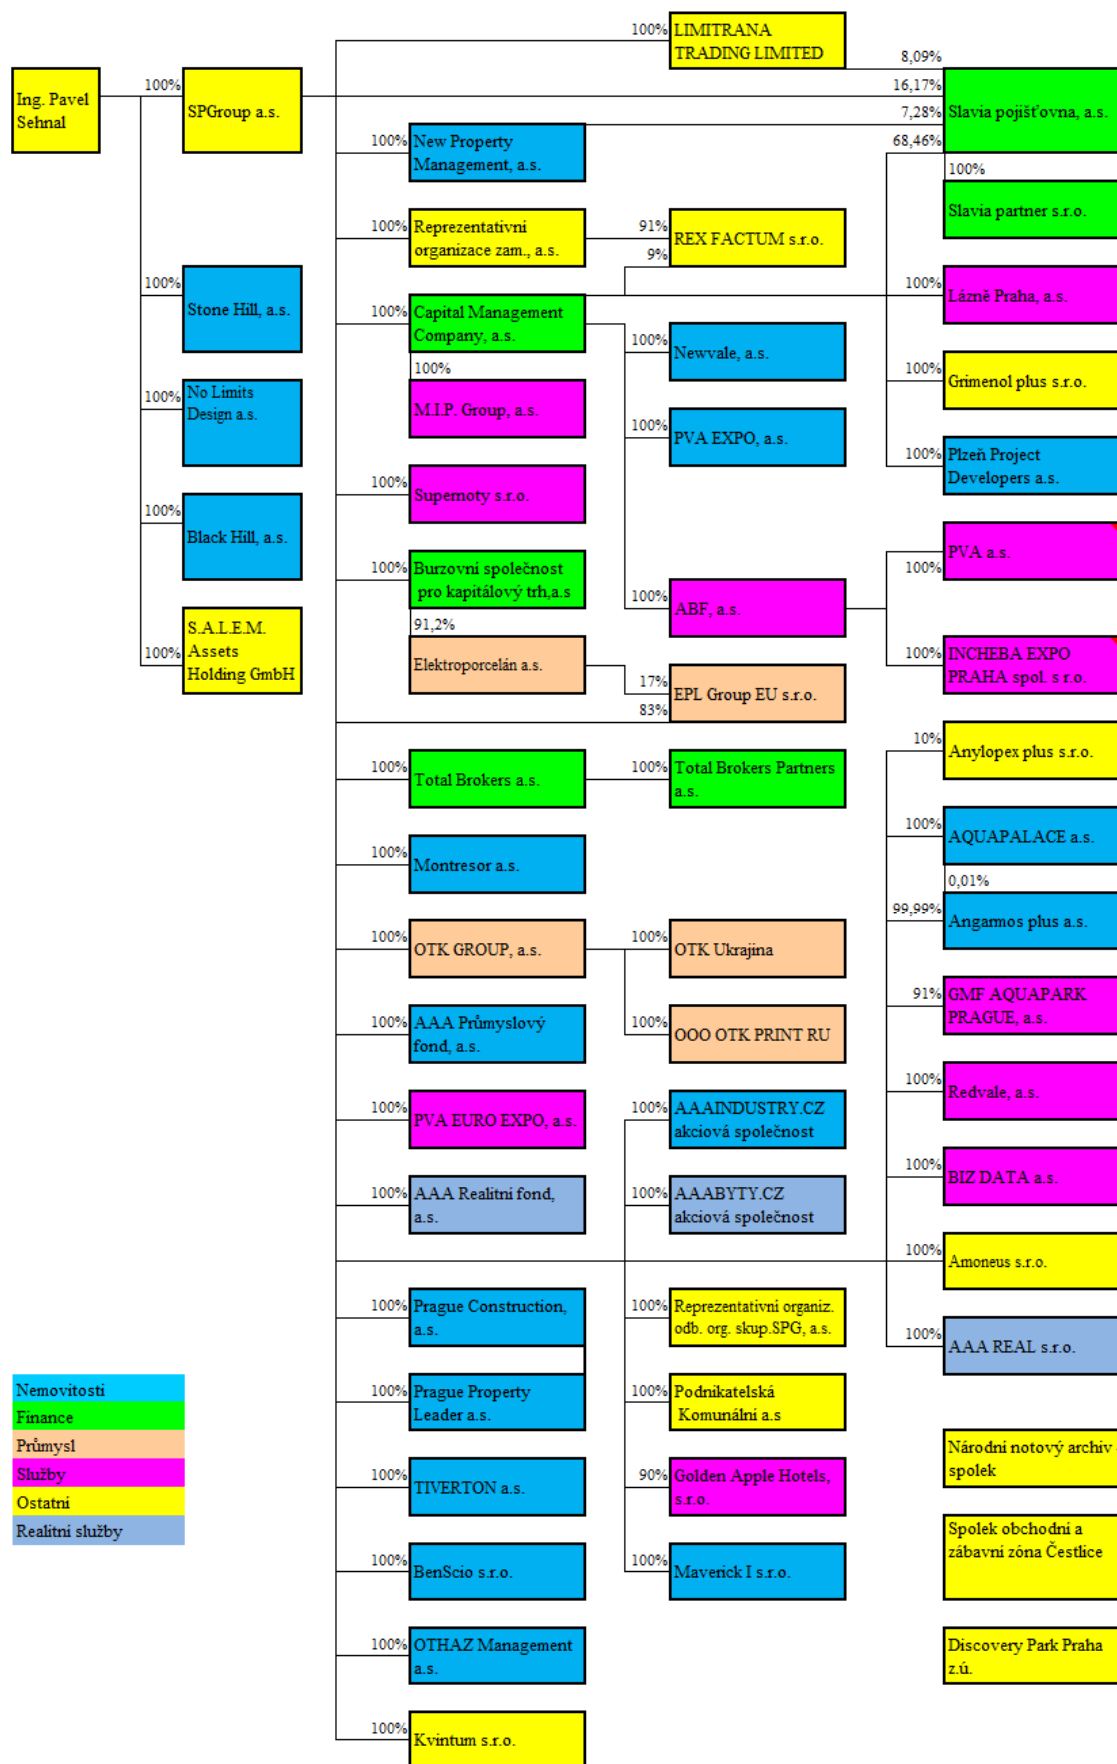 100%
LIMITRANA
TRADING LIMITED
8,09%
Ing. Pavel
Sehnal
100%
SPGroup a.s.
16,17%
Slavia pojišťovna, a.s.
7,28%
100%
New Property
Management, a.s.
68,46%
100%
Slavia partner s.r.o.
100%
Reprezentativní
organizace zam., a.s.
91%
REX FACTUM s.r.o.
9%
100%
Stone Hill, a.s.
100%
Capital Management
Company, a.s.
100%
Lázně Praha, a.s.
100%
Newvale, a.s.
100%
Grimenol plus s.r.o.
100%
M.I.P. Group, a.s.
100%
No Limits
Design a.s.
100%
PVA EXPO, a.s.
100%
Plzeň Project
Developers a.s.
100%
Supernoty s.r.o.
100%
Black Hill, a.s.
100%
Burzovní společnost
pro kapitálový trh,a.s
100%
PVA a.s.
100%
ABF, a.s.
91,2%
Elektroporcelán a.s.
100%
S.A.L.E.M.
Assets
Holding GmbH
100%
INCHEBA EXPO
PRAHA spol. s r.o.
17%
EPL Group EU s.r.o.
83%
10%
Anylopex plus s.r.o.
100%
Total Brokers a.s.
100%
Total Brokers Partners
a.s.
100%
AQUAPALACE a.s.
100%
Montresor a.s.
0,01%
99,99%
Angarmos plus a.s.
100%
OTK GROUP, a.s.
100%
OTK Ukrajina
91%
GMF AQUAPARK
PRAGUE, a.s.
100%
AAA Průmyslový
fond, a.s.
100%
OOO OTK PRINT RU
100%
Redvale, a.s.
100%
PVA EURO EXPO, a.s.
100%
AAAINDUSTRY.CZ
akciová společnost
100%
BIZ DATA a.s.
100%
AAA Realitní fond,
a.s.
100%
AAABYTY.CZ
akciová společnost
100%
Amoneus s.r.o.
100%
Prague Construction,
a.s.
100%
Reprezentativní organiz.
odb. org. skup.SPG, a.s.
100%
AAA REAL s.r.o.
100%
Prague Property
Leader a.s.
100%
Podnikatelská
Komunální a.s
Národní notový archiv
spolek
100%
TIVERTON a.s.
90%
Golden Apple Hotels,
s.r.o.
Spolek obchodní a
zábavní zóna Čestlice
100%
BenScio s.r.o.
100%
Maverick I s.r.o.
100%
OTHAZ Management
a.s.
Discovery Park Praha
z.ú.
100%
Kvintum s.r.o.
Nemovitosti
Finance
Průmysl
Služby
Ostatní
Realitní služby